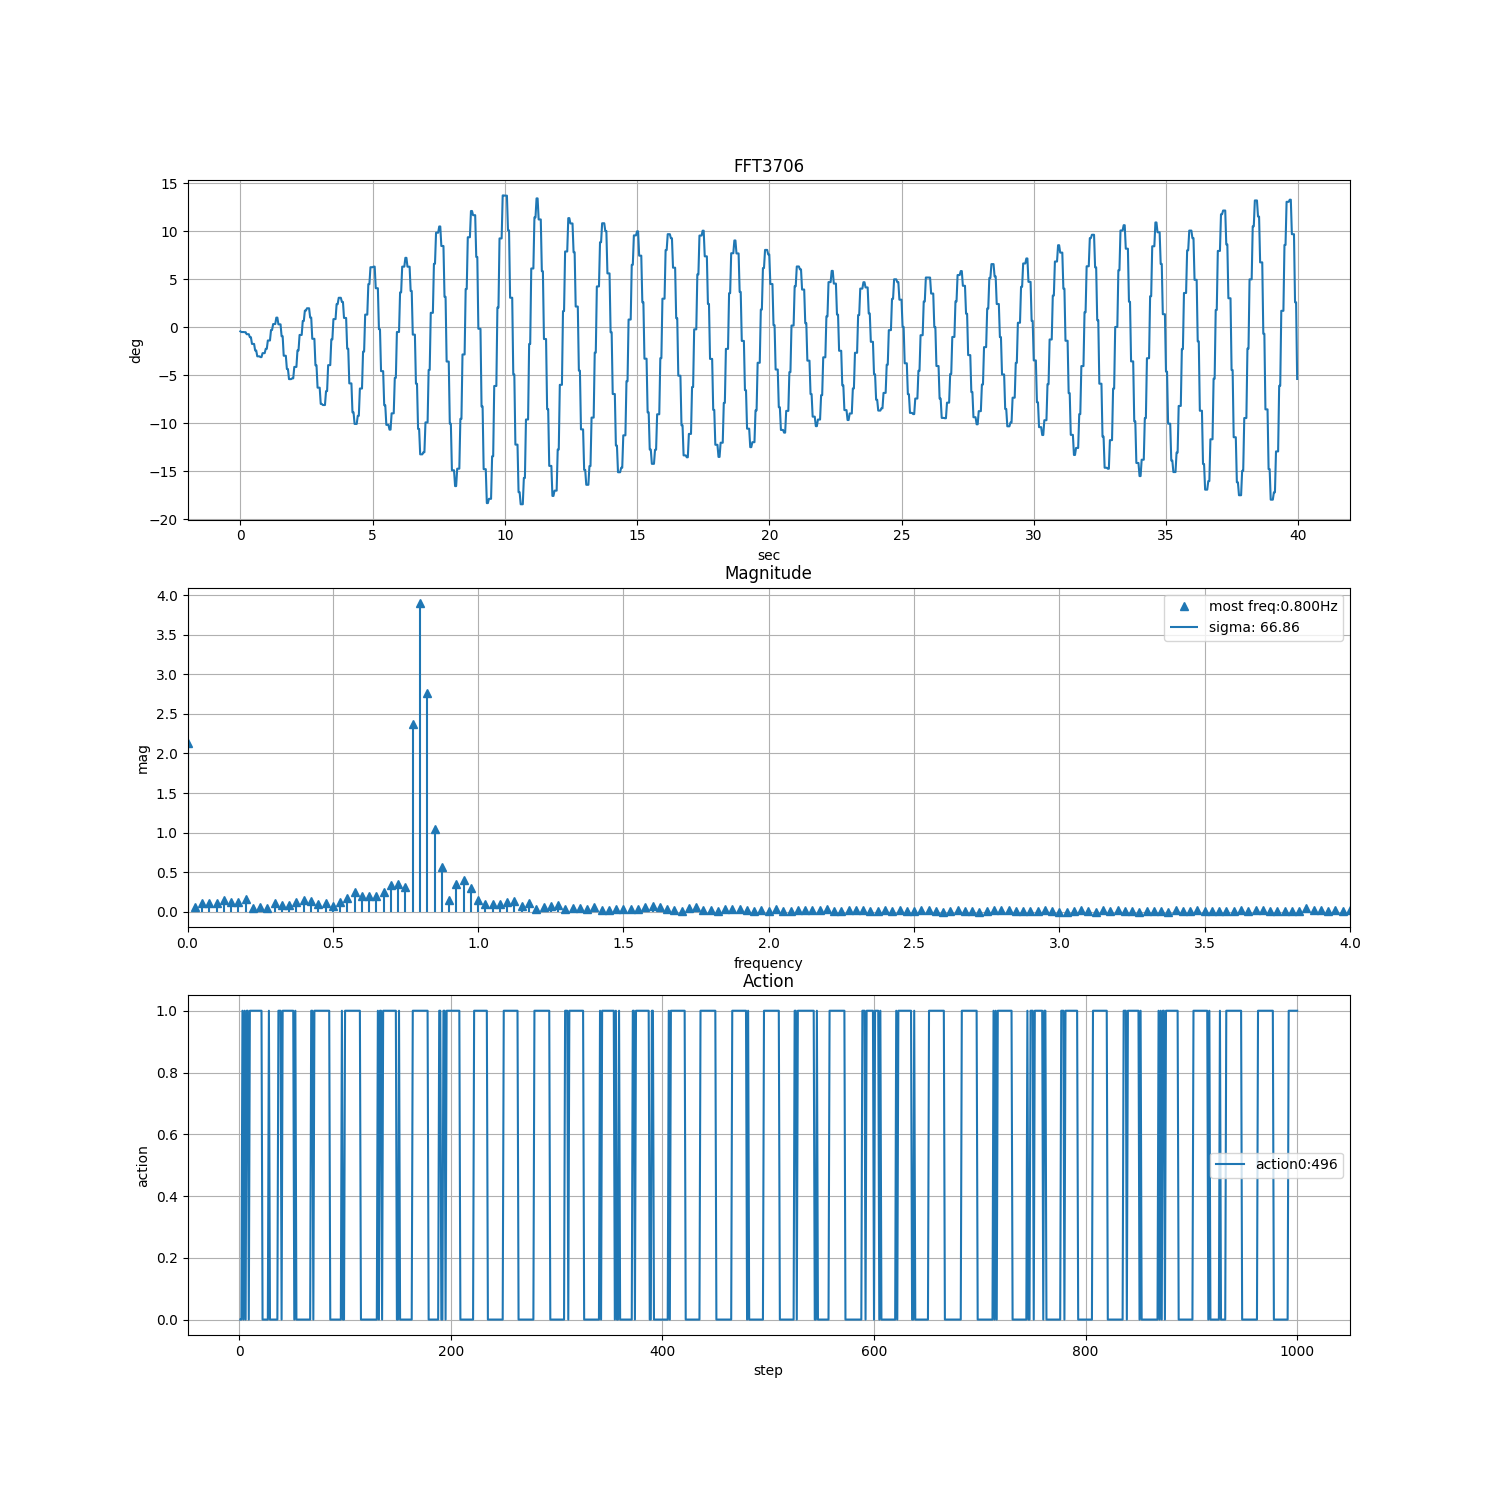 FFT3706
15
10
5
0
−5
−10
−15
−20
deg
0 5 10 15 20 25 30 35 40
sec
Magnitude
4.0
3.5
3.0
2.5
2.0
1.5
1.0
0.5
0.0
mag
most freq:0.800Hz
sigma: 66.86
0.0 0.5 1.0 1.5 2.0 2.5 3.0 3.5 4.0
frequency
Action
1.0
0.8
0.6
0.4
0.2
0.0
action
action0:496
0 200 400 600 800 1000
step